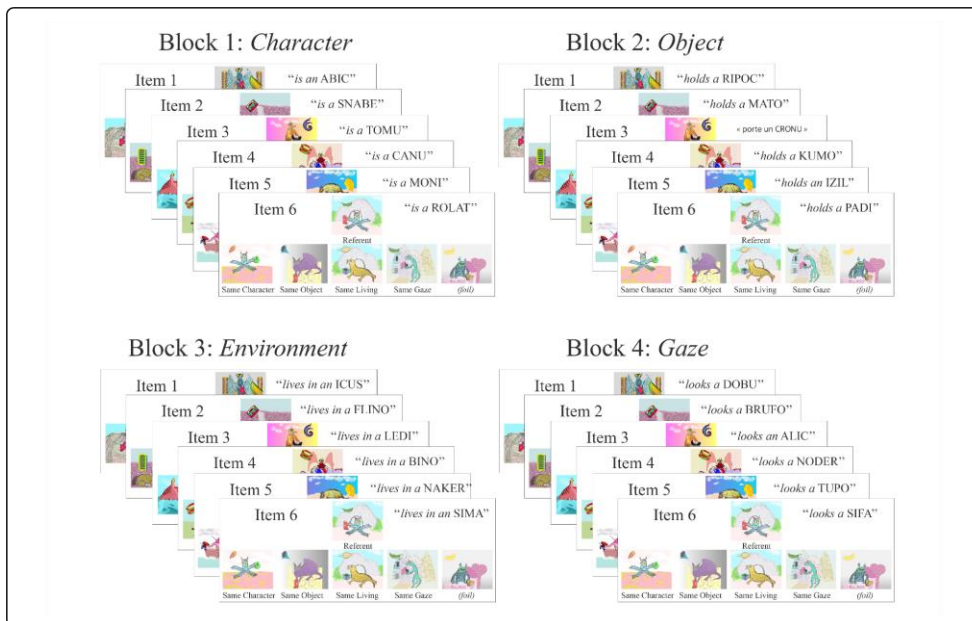 Block 1: Character
Item 1 “is an ABIC”
Item 2 “is a SNABE”
Item 3 “is a TOMU”
Item 4 “is a CANU”
Item 5 “is a MONI”
Item 6 “is a ROLAT”
Referent
Same Character Same Object Same Living Same Gaze (foil)
Block 2: Object
Item 1 “holds a RIPOC”
Item 2 “holds a MATO”
Item 3 « porte un CRONU »
Item 4 “holds a KUMO”
Item 5 “holds an IZIL”
Item 6 “holds a PADI”
Referent
Same Character Same Object Same Living Same Gaze (foil)
Block 3: Environment
Item 1 “lives in an ICUS”
Item 2 “lives in a FLINO”
Item 3 “lives in a LEDI”
Item 4 “lives in a BINO”
Item 5 “lives in a NAKER”
Item 6 “lives in an SIMA”
Referent
Same Character Same Object Same Living Same Gaze (foil)
Block 4: Gaze
Item 1 “looks a DOBU”
Item 2 “looks a BRUFO”
Item 3 “looks an ALIC”
Item 4 “looks a NODER”
Item 5 “looks a TUPO”
Item 6 “looks a SIFA”
Referent
Same Character Same Object Same Living Same Gaze (foil)